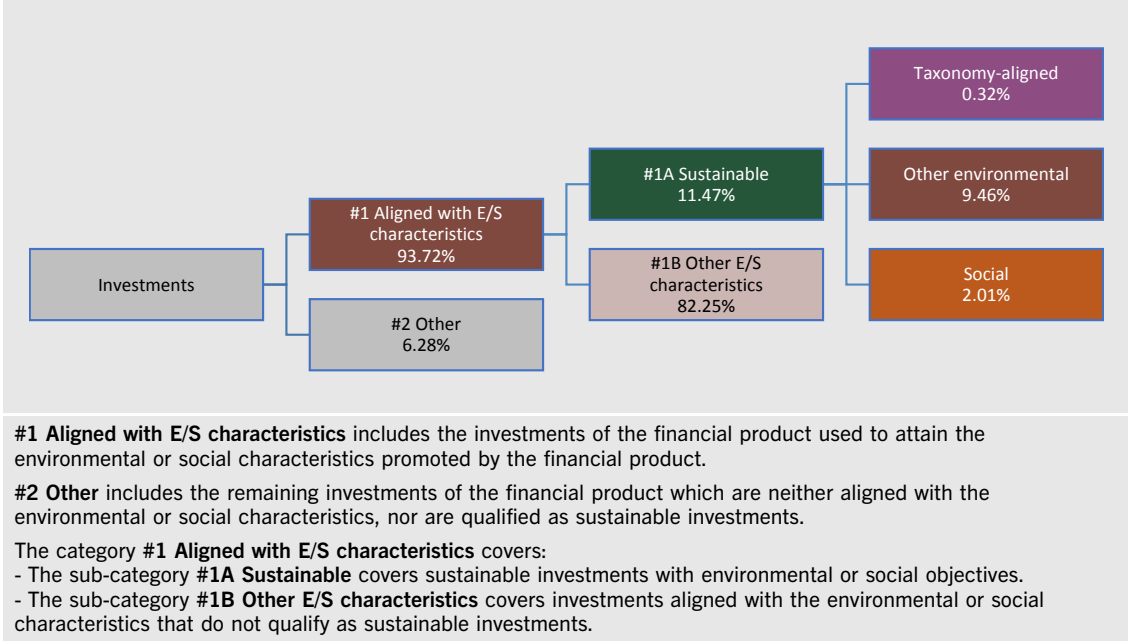 Investments
#1 Aligned with E/S
characteristics
93.72%
#2 Other
6.28%
#1A Sustainable
11.47%
#1B Other E/S
characteristics
82.25%
Taxonomy-aligned
0.32%
Other environmental
9.46%
Social
2.01%
#1 Aligned with E/S characteristics includes the investments of the financial product used to attain the
environmental or social characteristics promoted by the financial product.
#2 Other includes the remaining investments of the financial product which are neither aligned with the
environmental or social characteristics, nor are qualified as sustainable investments.
The category #1 Aligned with E/S characteristics covers:
- The sub-category #1A Sustainable covers sustainable investments with environmental or social objectives.
- The sub-category #1B Other E/S characteristics covers investments aligned with the environmental or social
characteristics that do not qualify as sustainable investments.